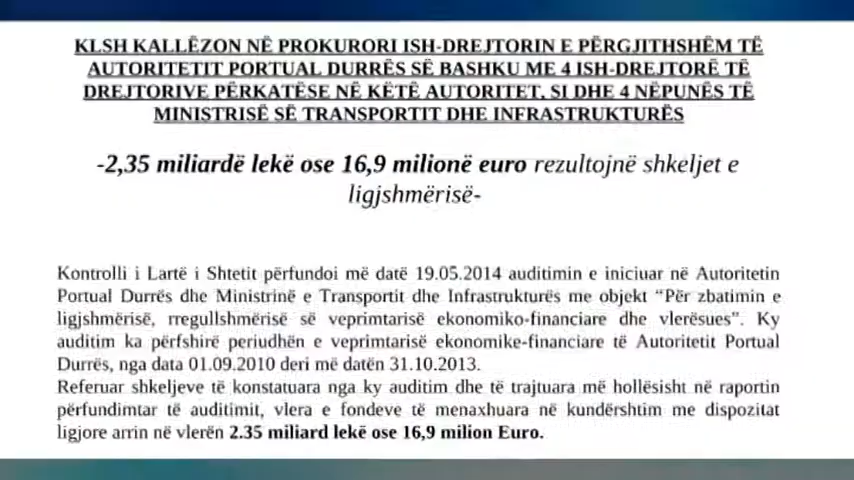 KLSH KALLËZON NË PROKURORI ISH-DREJTORIN E PËRGJITHSHËM TË
AUTORITETIT PORTUAL DURRËS SË BASHKU ME 4 ISH-DREJTORË TË
DREJTORIVE PËRKATËSE NË KËTË AUTORITET, SI DHE 4 NËPUNËS TË
MINISTRISË SË TRANSPORTIT DHE INFRASTRUKTURËS
-2,35 miliardë lekë ose 16,9 milionë euro rezultojnë shkeljet e
ligjshmërisë-
Kontrolli i Lartë i Shtetit përfundoi më datë 19.05.2014 auditimin e iniciuar në Autoritetin
Portual Durrës dhe Ministrinë e Transportit dhe Infrastrukturës me objekt “Për zbatimin e
ligjshmërisë, rregullshmërisë së veprimtarisë ekonomiko-financiare dhe vlerësues”. Ky
auditim ka përfshirë periudhën e veprimtarisë ekonomike-financiare të Autoritetit Portual
Durrës, nga data 01.09.2010 deri më datën 31.10.2013.
Referuar shkeljeve të konstatuara nga ky auditim dhe të trajtuara më hollësisht në raportin
përfundimtar të auditimit, vlera e fondeve të menaxhuara në kundërshtim me dispozitat
ligjore arrin në vlerën 2.35 miliard lekë ose 16,9 milion Euro.